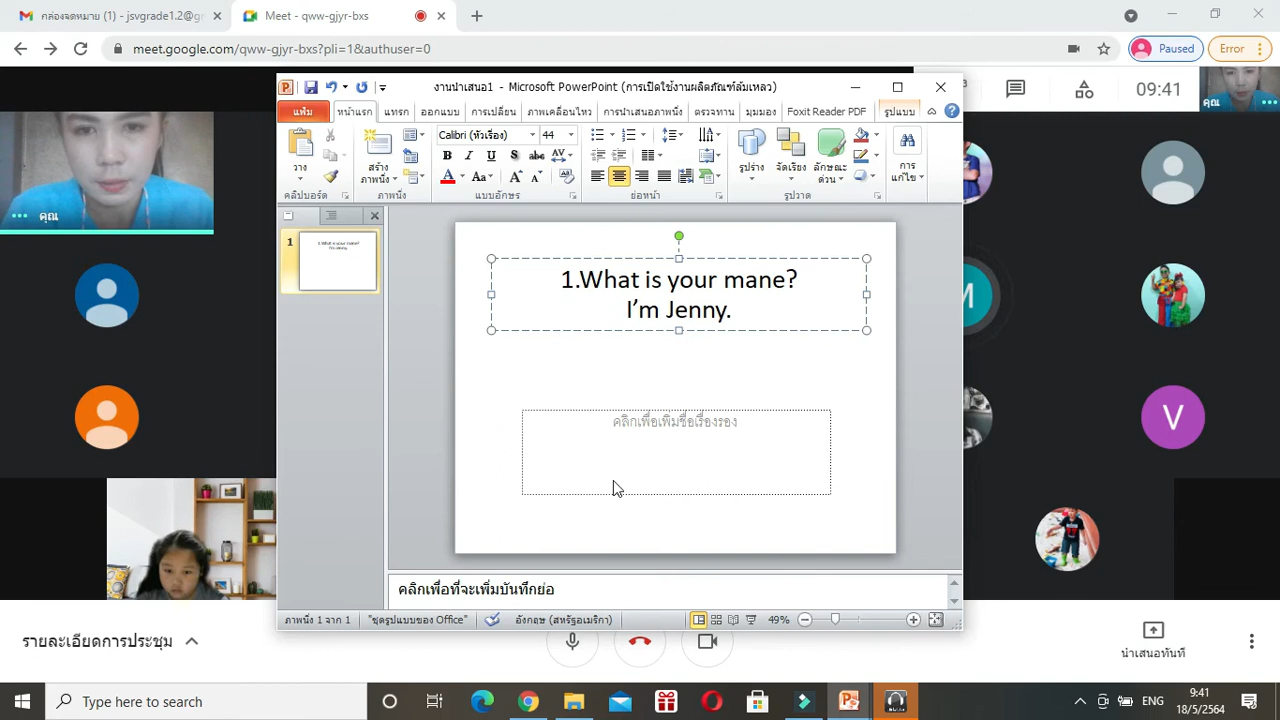 กล่องจดหมาย (1) - jsvgrade1.2@gr
Meet - qww-gjyr-bxs
meet.google.com/qww-gjyr-bxs?pli=1&authuser=0
Paused
Error
งานนำเสนอ1 - Microsoft PowerPoint (การเปิดใช้งานผลิตภัณฑ์ล้มเหลว)
แฟ้ม หน้าแรก แทรก ออกแบบ การเปลี่ยน ภาพเคลื่อนไหว การนำเสนอภาพนิ่ง ตรวจทาน มุมมอง Foxit Reader PDF รูปแบบ
09:41
คุณ
Calibri (หัวเรื่อง) 44
วาง
สร้าง
ภาพนิ่ง
B I U S abc AV
A Aa A A
รูปร่าง
จัดเรียง
ลักษณะ
ด่วน
การ
แก้ไข
คลิปบอร์ด ภาพนิ่ง แบบอักษร ย่อหน้า รูปวาด
คุณ
1
1.What is your mane?
I'm Jenny.
1.What is your mane?
I’m Jenny.
คลิกเพื่อเพิ่มชื่อเรื่องรอง
M
V
คลิกเพื่อที่จะเพิ่มบันทึกย่อ
ภาพนิ่ง 1 จาก 1 "ชุดรูปแบบของ Office" อังกฤษ (สหรัฐอเมริกา) 49%
รายละเอียดการประชุม
นำเสนอทันที
Type here to search
ENG
9:41
18/5/2564